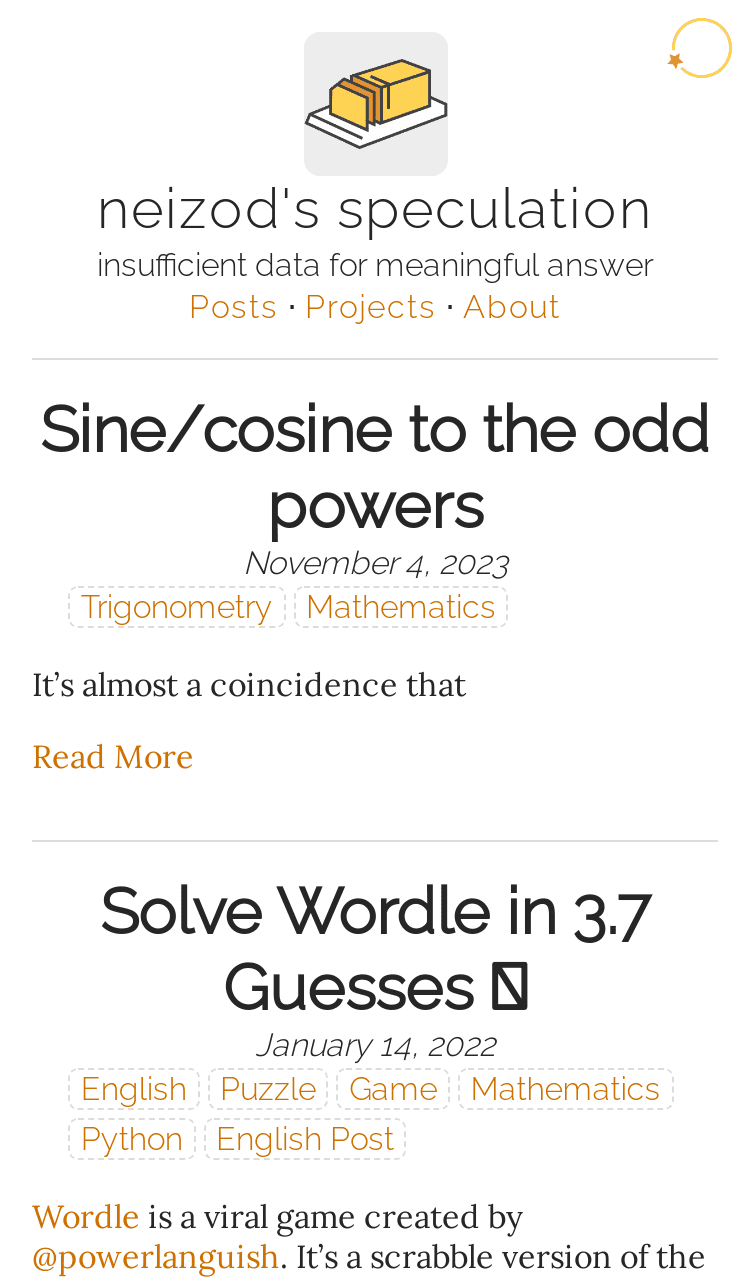 neizod's speculation
insufficient data for meaningful answer
Posts · Projects · About
Sine/cosine to the odd
powers
November 4, 2023
Trigonometry Mathematics
It’s almost a coincidence that
Read More
Solve Wordle in 3.7
Guesses
January 14, 2022
English Puzzle Game Mathematics
Python English Post
Wordle is a viral game created by
@powerlanguish. It’s a scrabble version of the